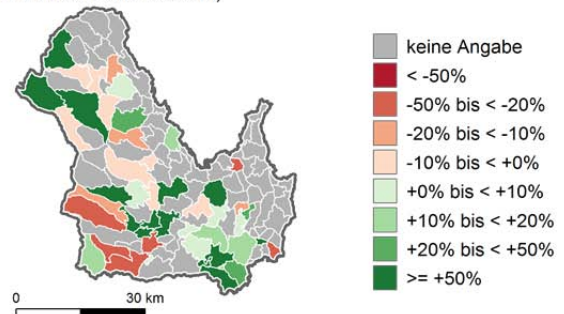 keine Angabe
< -50%
-50% bis < -20%
-20% bis < -10%
-10% bis < +0%
+0% bis < +10%
+10% bis < +20%
+20% bis < +50%
>= +50%
0 30 km